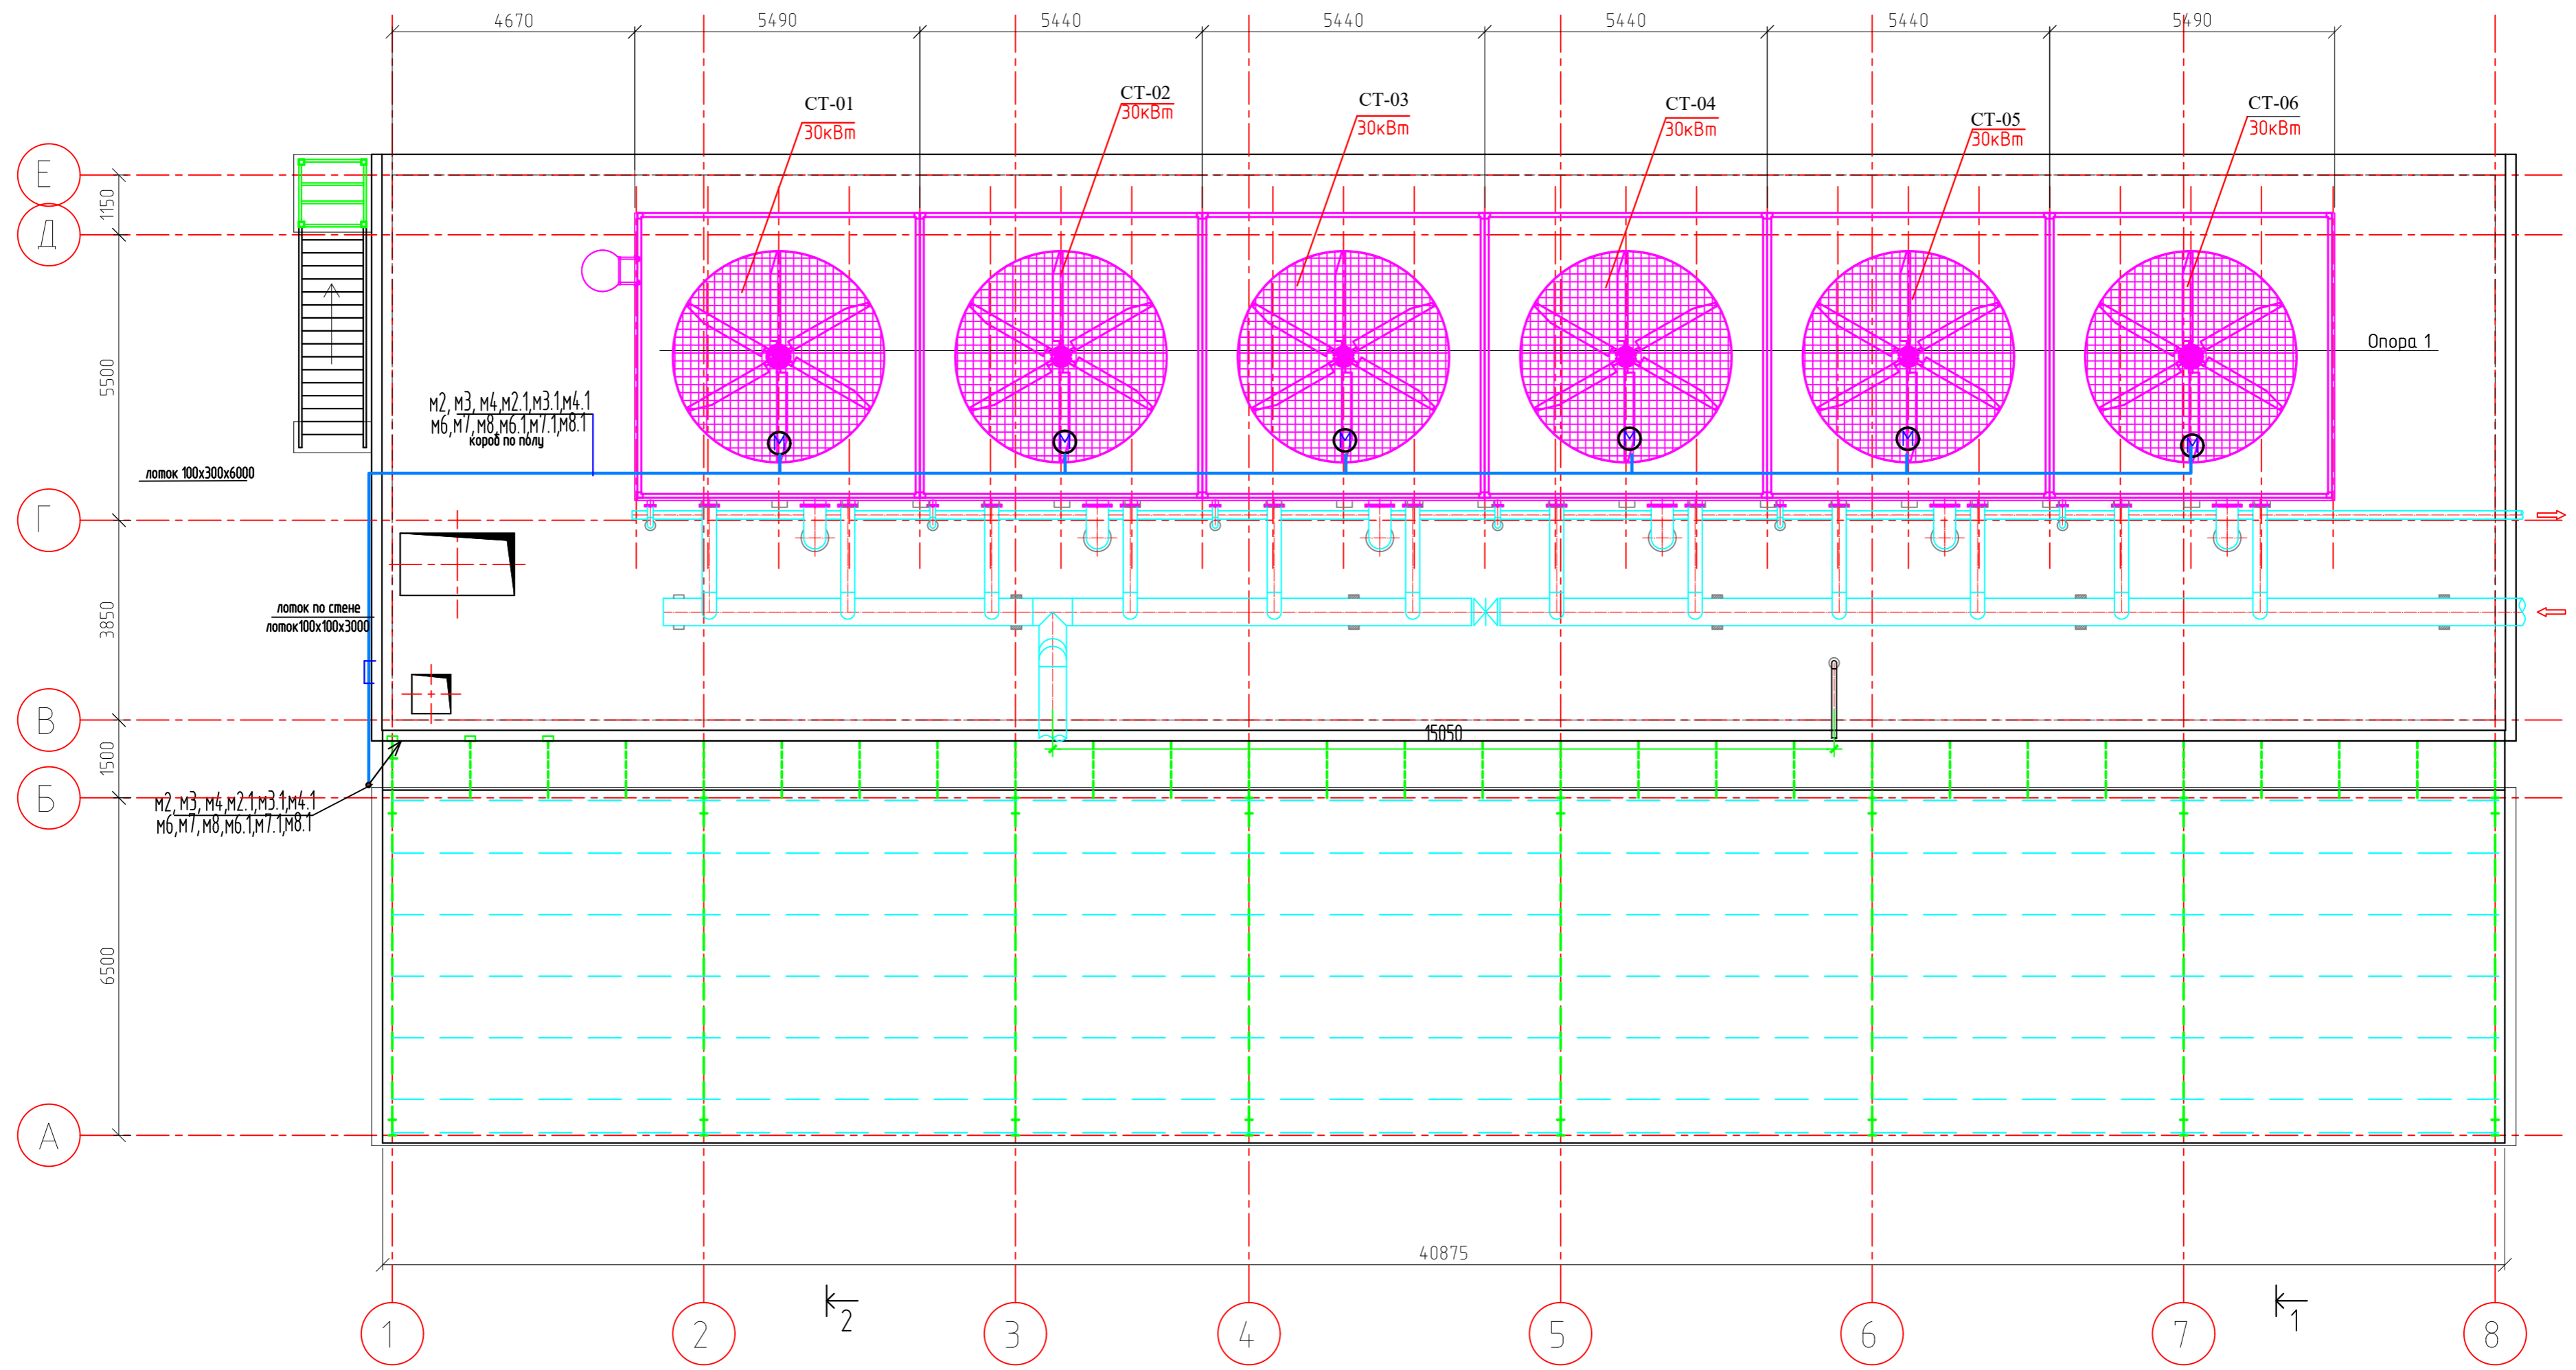 4670
5490
5440
5440
5440
5440
5490
СТ-01
30кВт
СТ-02
30кВт
СТ-03
30кВт
СТ-04
30кВт
СТ-05
30кВт
СТ-06
30кВт
Е
1150
Д
5500
Опора 1
м2, м3, м4,м2.1,м3.1,м4.1
м6,м7,м8,м6.1,м7.1,м8.1
короб по полу
М
М
М
М
М
М
лоток 100х300х6000
Г
3850
лоток по стене
лоток100х100х3000
В
1500
15050
Б
м2, м3, м4,м2.1,м3.1,м4.1
м6,м7,м8,м6.1,м7.1,м8.1
6500
А
40875
2
1
1
2
3
4
5
6
7
8